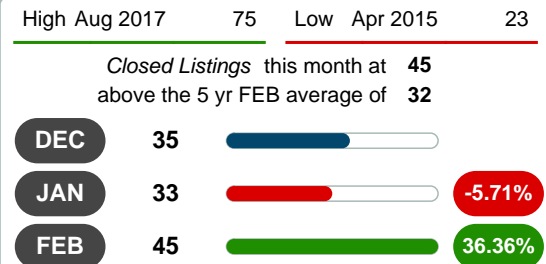 High Aug 2017 75 Low Apr 2015 23
Closed Listings this month at 45
above the 5 yr FEB average of 32
DEC 35
JAN 33 -5.71%
FEB 45 36.36%